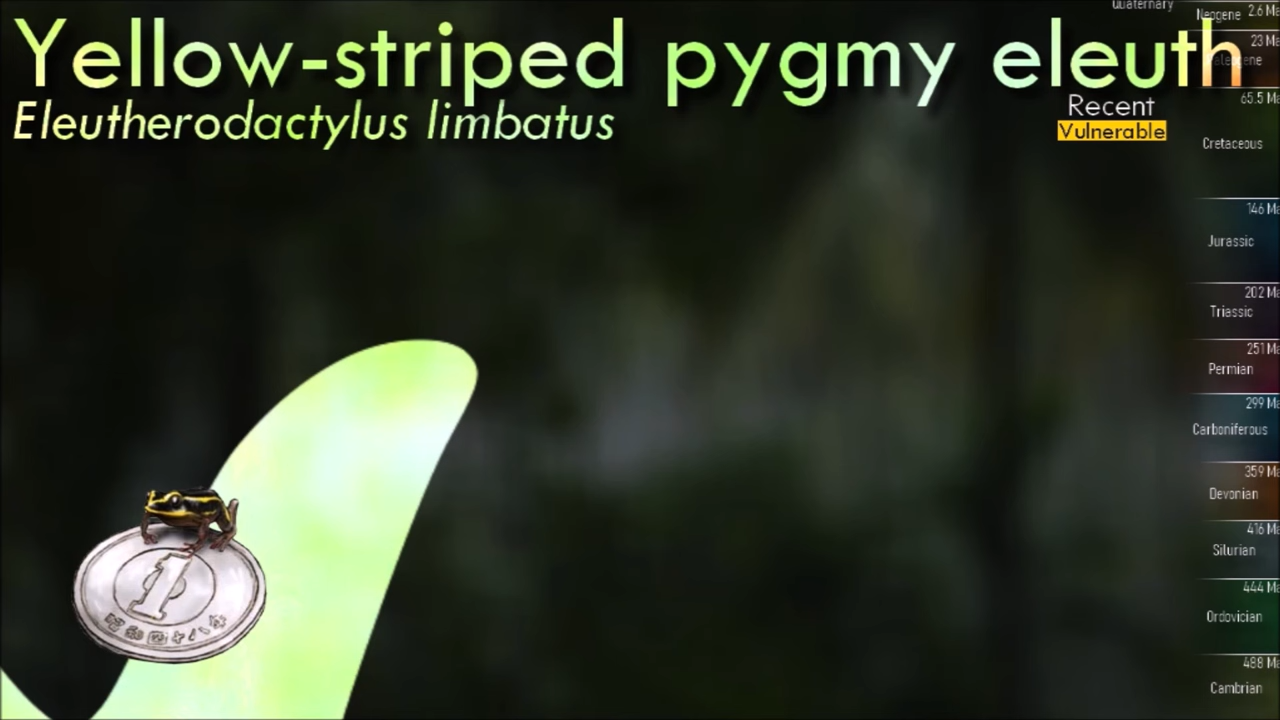 Yellow-striped pygmy eleuth
Eleutherodactylus limbatus
Recent
Vulnerable
Quaternary
2.6 Ma
Neogene
23 Ma
65.5 Ma
Cretaceous
146 Ma
Jurassic
202 Ma
Triassic
251 Ma
Permian
299 Ma
Carboniferous
359 Ma
Devonian
416 Ma
Silurian
444 Ma
Ordovician
488 Ma
Cambrian
1